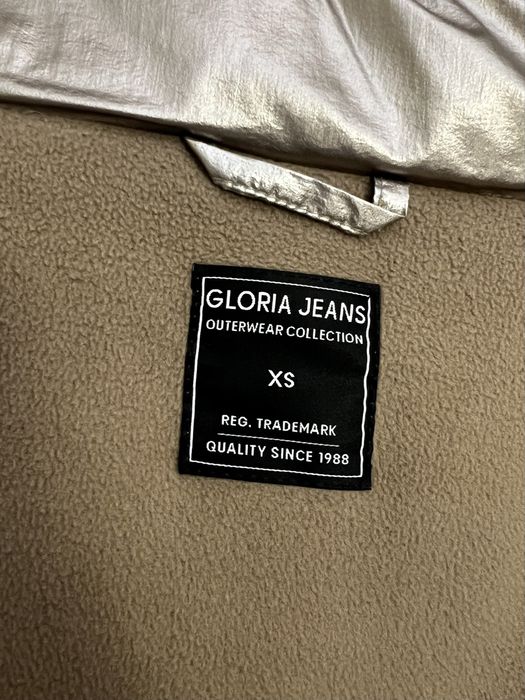 GLORIA JEANS
OUTERWEAR COLLECTION
XS
REG. TRADEMARK
QUALITY SINCE 1988